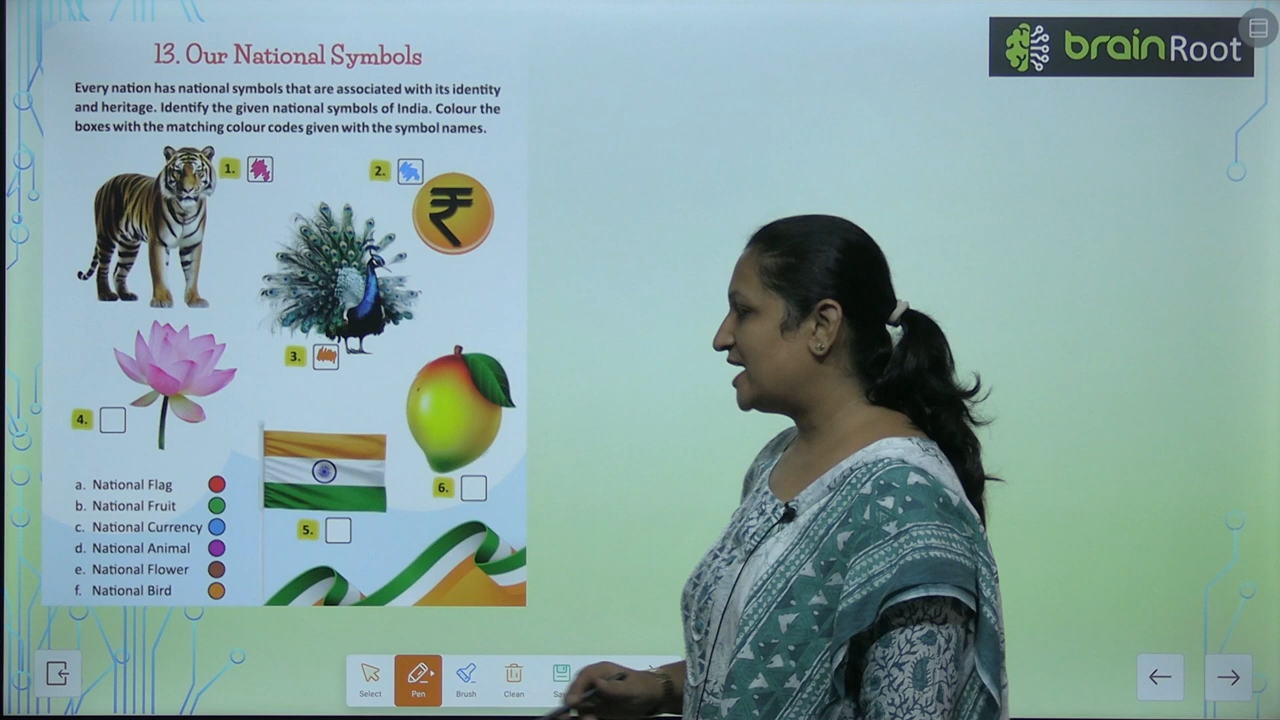 13. Our National Symbols
Every nation has national symbols that are associated with its identity
and heritage. Identify the given national symbols of India. Colour the
boxes with the matching colour codes given with the symbol names.
1.
2.
₹
3.
4.
5.
6.
a. National Flag
b. National Fruit
c. National Currency
d. National Animal
e. National Flower
f. National Bird
brainRoot
Select
Pen
Brush
Clean